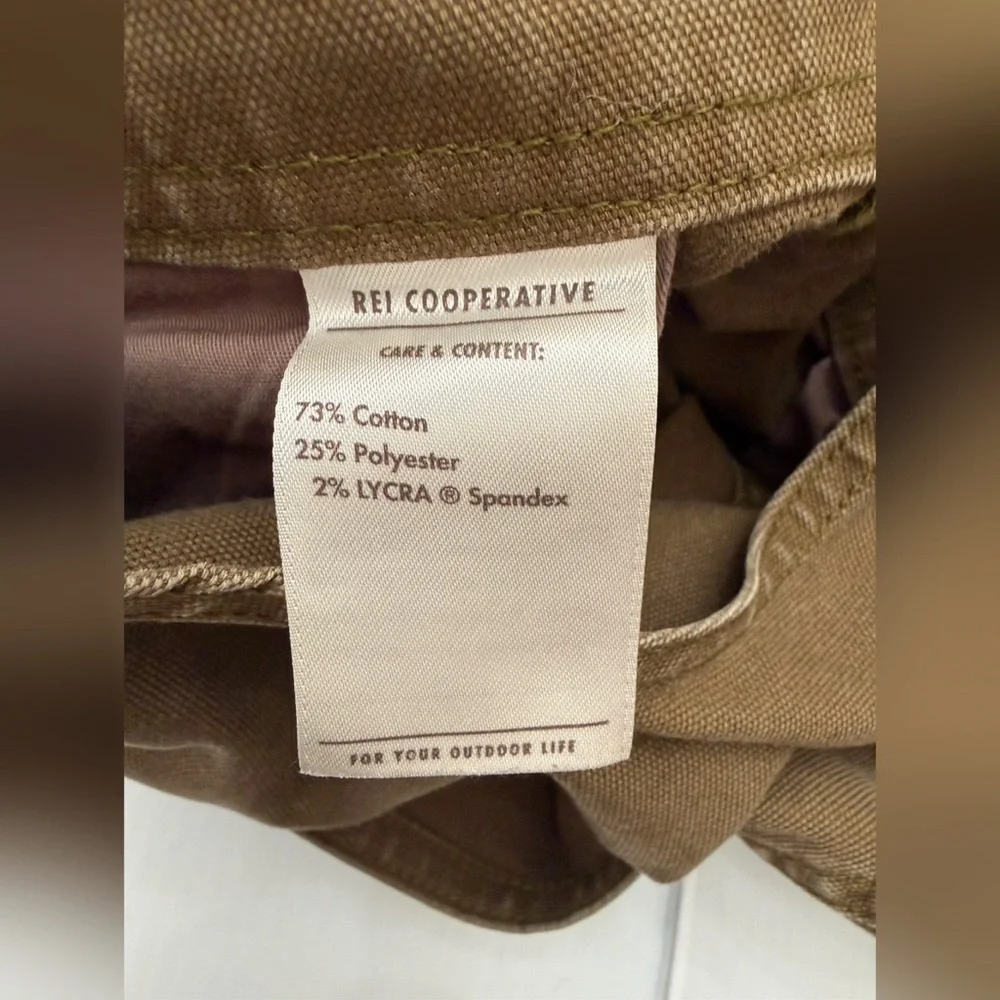 REI COOPERATIVE
CARE & CONTENT:
73% Cotton
25% Polyester
2% LYCRA ® Spandex
FOR YOUR OUTDOOR LIFE